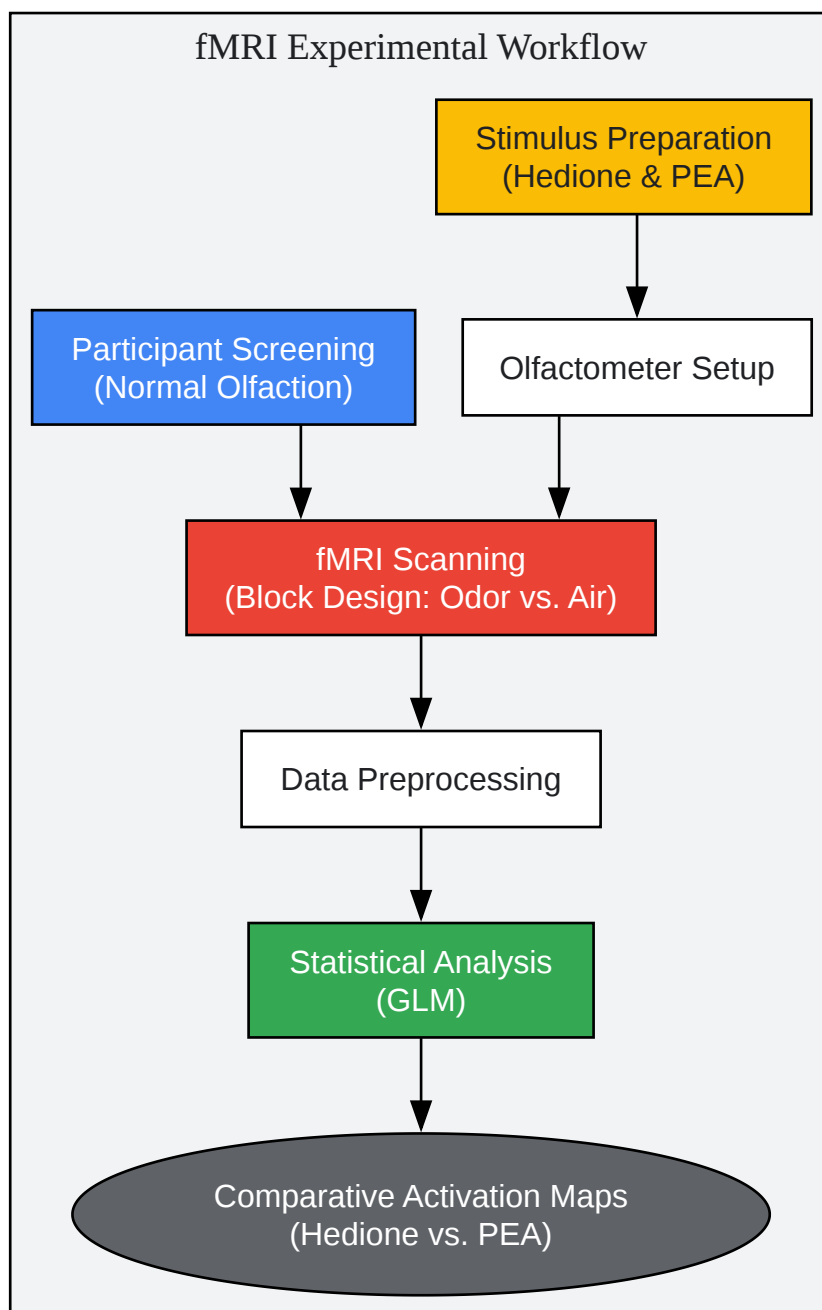 fMRI Experimental Workflow
Stimulus Preparation
(Hedione & PEA)
Participant Screening
(Normal Olfaction)
Olfactometer Setup
fMRI Scanning
(Block Design: Odor vs. Air)
Data Preprocessing
Statistical Analysis
(GLM)
Comparative Activation Maps
(Hedione vs. PEA)